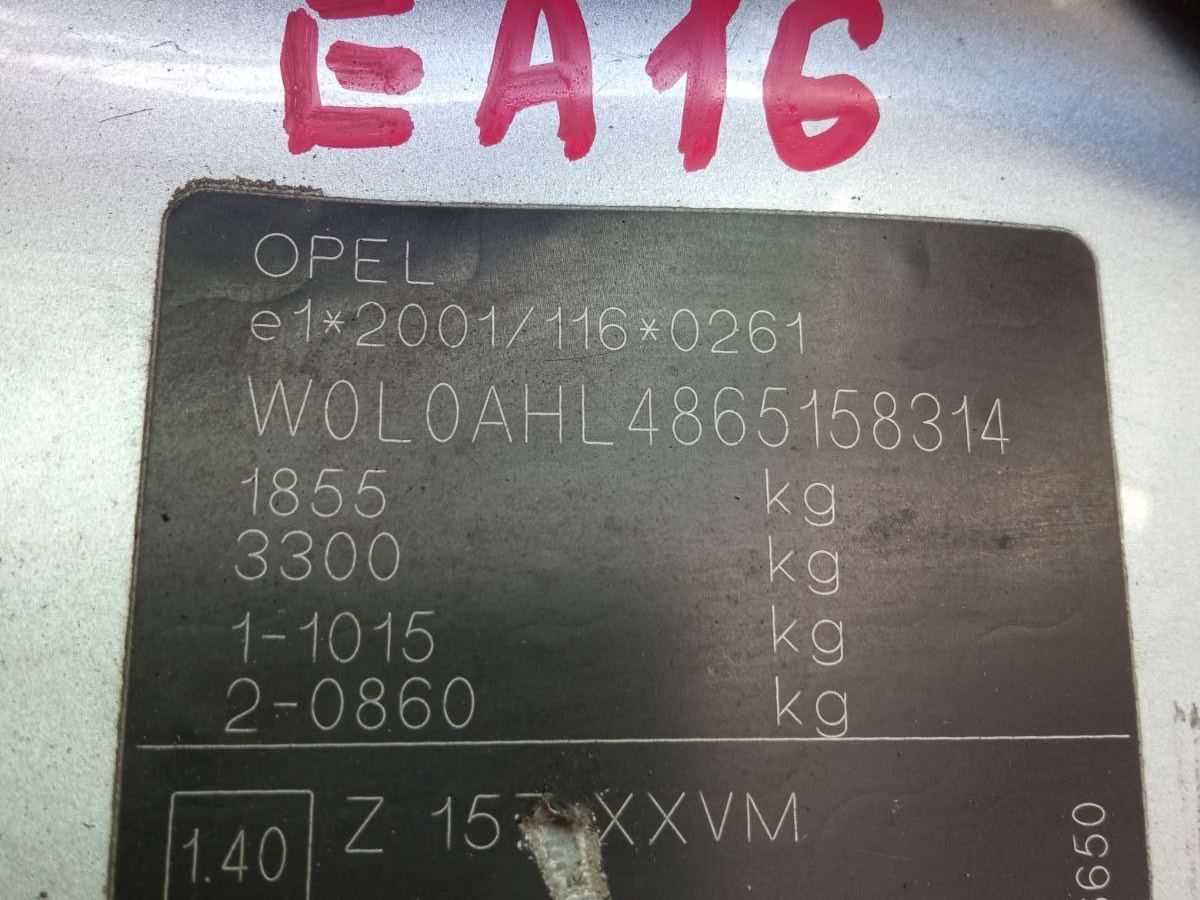 EA16
OPEL
e1*2001/116*0261
W0L0AHL4865158314
1855 kg
3300 kg
1-1015 kg
2-0860 kg
1.40 Z XXVM